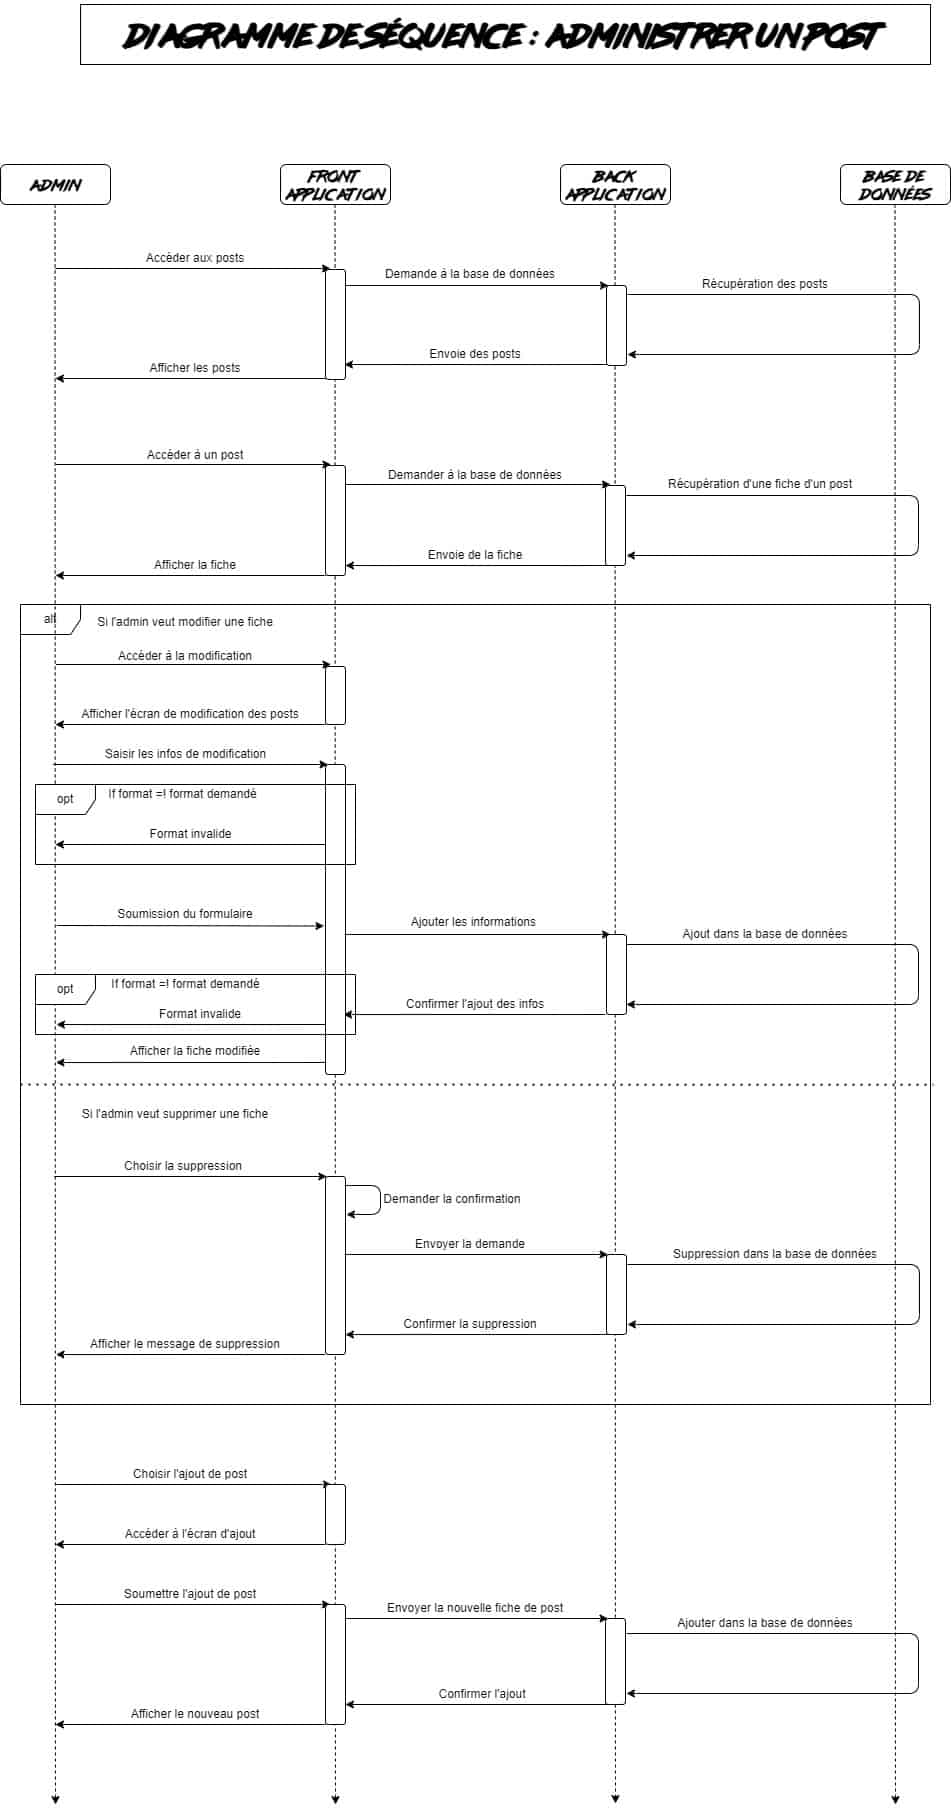 DIAGRAMME DE SÉQUENCE : ADMINISTRER UN POST
ADMIN
FRONT
APPLICATION
BACK
APPLICATION
BASE DE
DONNÉES
Accéder aux posts
Demande à la base de données
Récupération des posts
Envoie des posts
Afficher les posts
Accéder à un post
Demander à la base de données
Récupération d'une fiche d'un post
Envoie de la fiche
Afficher la fiche
alt
Si l'admin veut modifier une fiche
Accéder à la modification
Afficher l'écran de modification des posts
Saisir les infos de modification
opt
If format =! format demandé
Format invalide
Soumission du formulaire
Ajouter les informations
Ajout dans la base de données
opt
If format =! format demandé
Confirmer l'ajout des infos
Format invalide
Afficher la fiche modifiée
Si l'admin veut supprimer une fiche
Choisir la suppression
Demander la confirmation
Envoyer la demande
Suppression dans la base de données
Confirmer la suppression
Afficher le message de suppression
Choisir l'ajout de post
Accéder à l'écran d'ajout
Soumettre l'ajout de post
Envoyer la nouvelle fiche de post
Ajouter dans la base de données
Confirmer l'ajout
Afficher le nouveau post